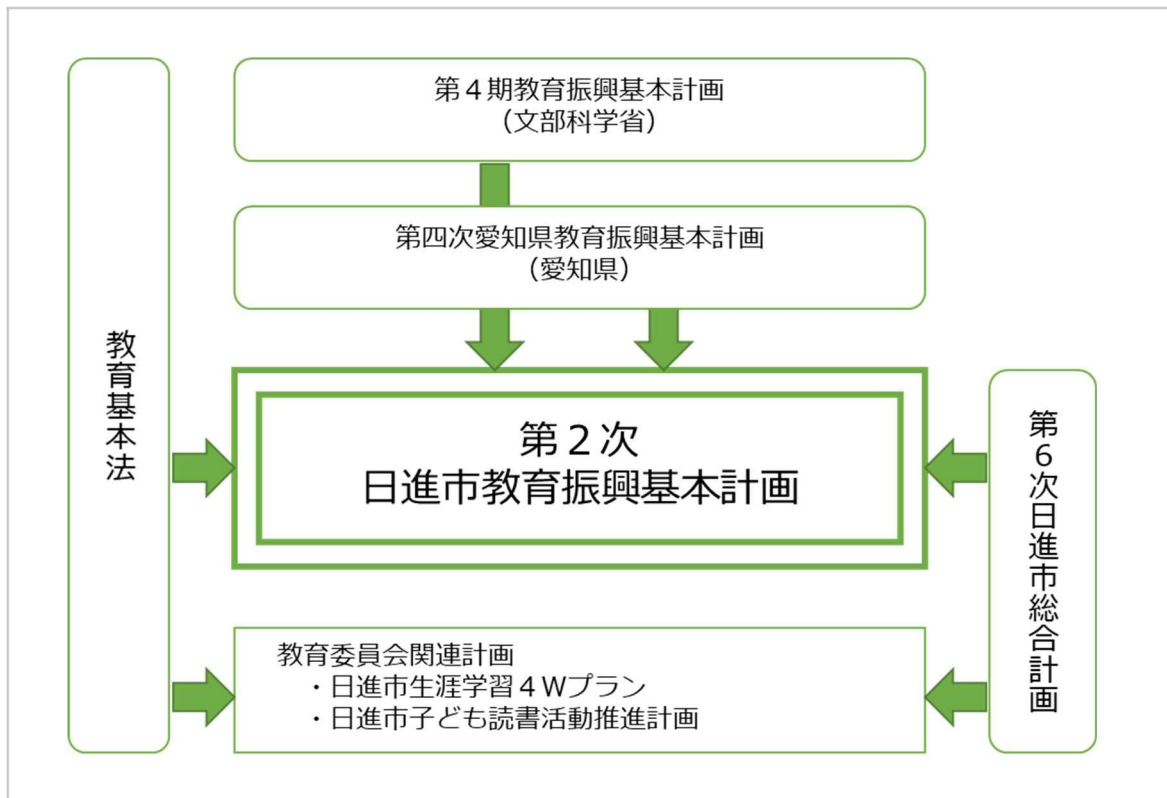 第４期教育振興基本計画
（文部科学省）
第四次愛知県教育振興基本計画
（愛知県）
教育基本法
第２次
日進市教育振興基本計画
第６次日進市総合計画
教育委員会関連計画
・日進市生涯学習４Wプラン
・日進市子ども読書活動推進計画